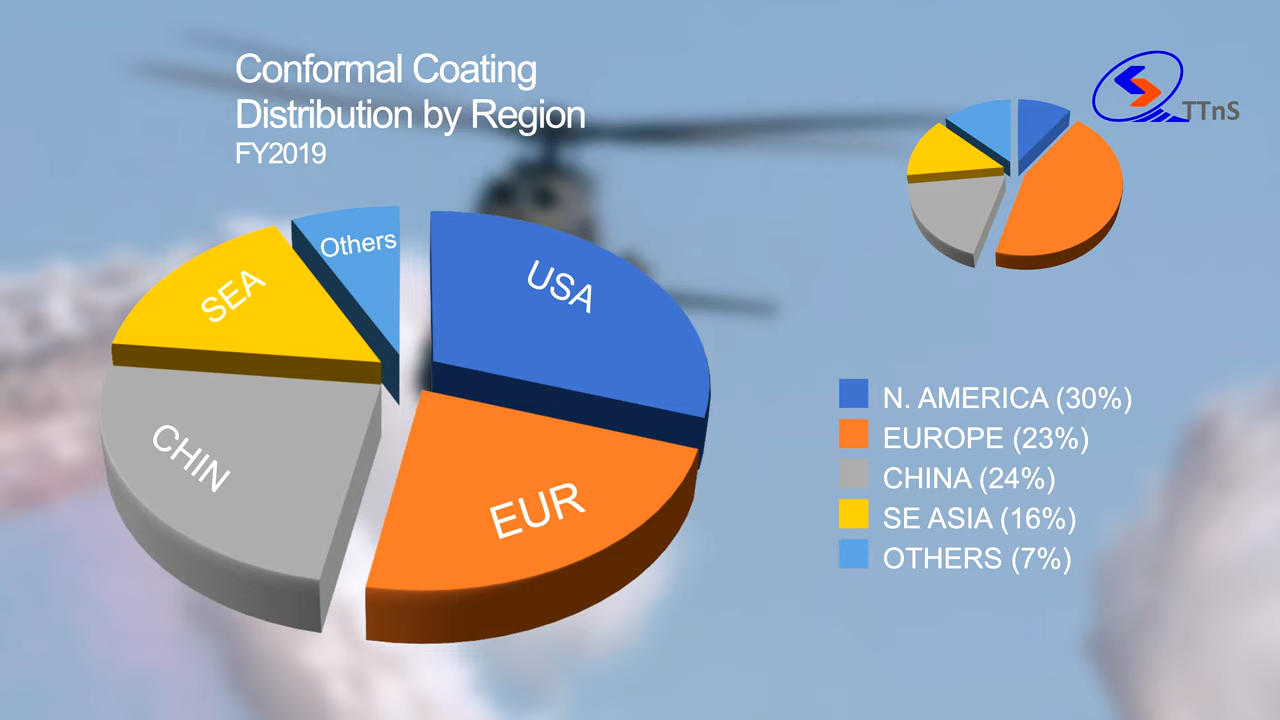 Conformal Coating
Distribution by Region
FY2019
TTnS
Others
USA
SEA
CHIN
EUR
N. AMERICA (30%)
EUROPE (23%)
CHINA (24%)
SE ASIA (16%)
OTHERS (7%)